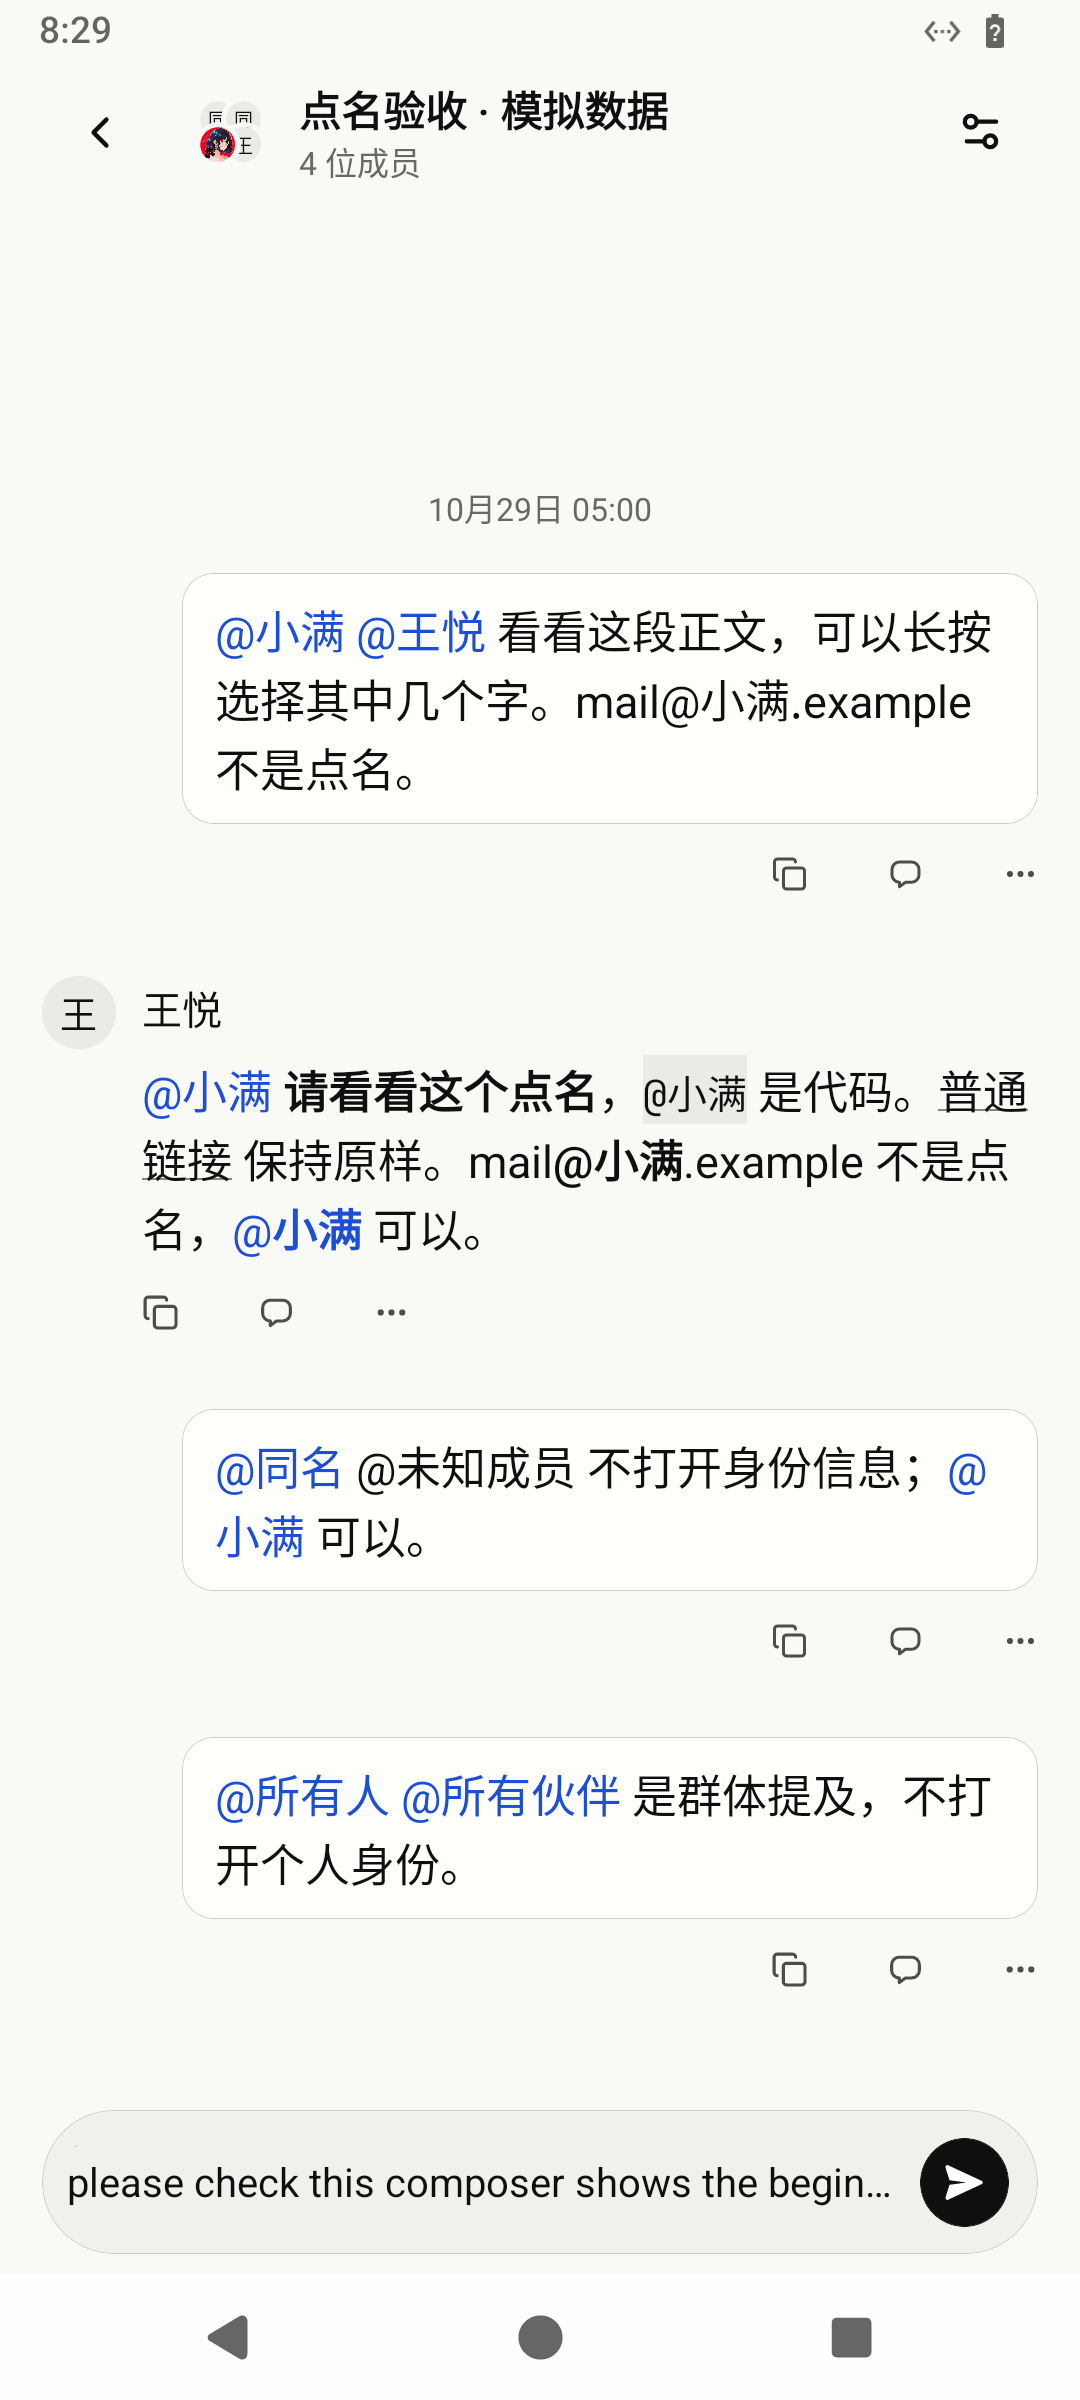 8:29
点名验收 · 模拟数据
4 位成员
10月29日 05:00
@小满 @王悦 看看这段正文，可以长按
选择其中几个字。mail@小满.example
不是点名。
王
王悦
@小满 请看看这个点名，@小满 是代码。普通
链接 保持原样。mail@小满.example 不是点
名，@小满 可以。
@同名 @未知成员 不打开身份信息；@
小满 可以。
@所有人 @所有伙伴 是群体提及，不打
开个人身份。
please check this composer shows the begin…